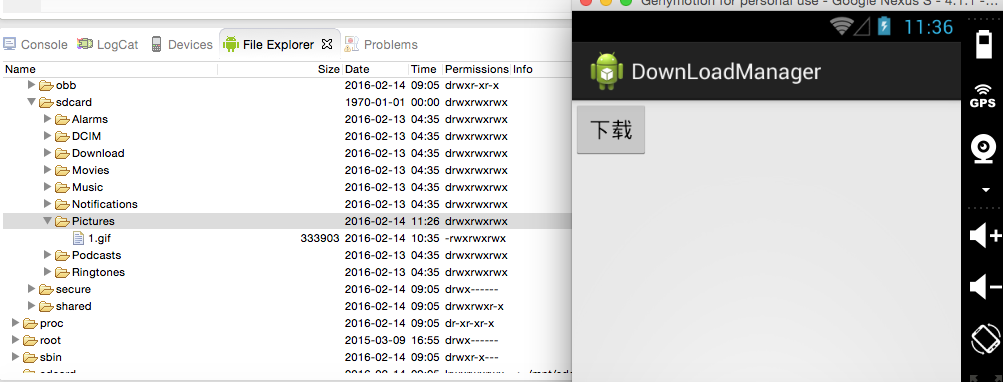 Genymotion for personal use - Google Nexus S - 4.1.1 -...
Console LogCat Devices File Explorer Problems
11:36
Name Size Date Time Permissions Info
DownLoadManager
obb 2016-02-14 09:05 drwxr-xr-x
sdcard 1970-01-01 00:00 drwxrwxrwx
GPS
Alarms 2016-02-13 04:35 drwxrwxrwx
下载
DCIM 2016-02-13 04:35 drwxrwxrwx
Download 2016-02-13 04:35 drwxrwxrwx
Movies 2016-02-13 04:35 drwxrwxrwx
Music 2016-02-13 04:35 drwxrwxrwx
Notifications 2016-02-13 04:35 drwxrwxrwx
Pictures 2016-02-14 11:26 drwxrwxrwx
1.gif 333903 2016-02-14 10:35 -rwxrwxrwx
Podcasts 2016-02-13 04:35 drwxrwxrwx
Ringtones 2016-02-13 04:35 drwxrwxrwx
secure 2016-02-14 09:05 drwx------
shared 2016-02-14 09:05 drwxrwxr-x
proc 2016-02-14 09:05 dr-xr-xr-x
root 2015-03-09 16:55 drwx------
sbin 2016-02-14 09:05 drwxr-x---
sdcard 2016-02-14 09:05